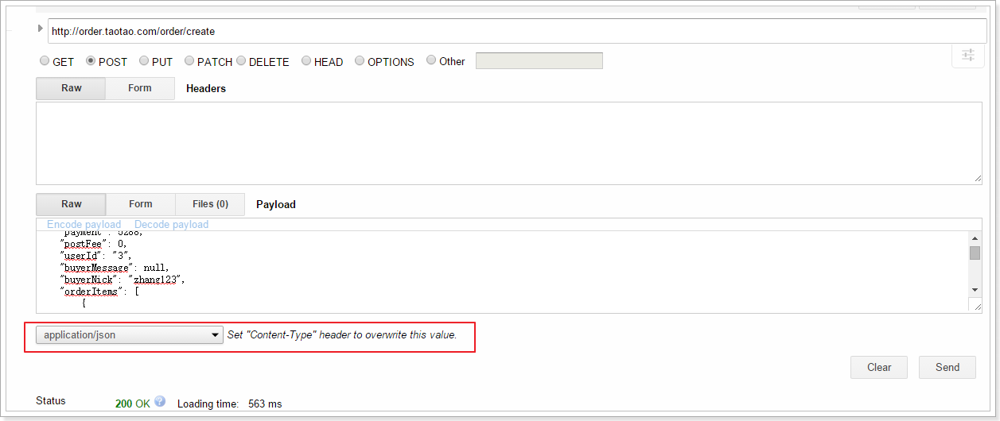 http://order.taotao.com/order/create
GET POST PUT PATCH DELETE HEAD OPTIONS Other
Raw Form Headers
Raw Form Files (0) Payload
Encode payload Decode payload
"payment": 5288,
"postFee": 0,
"userId": "3",
"buyerMessage": null,
"buyerNick": "zhang123",
"orderItems": [
{
application/json Set "Content-Type" header to overwrite this value.
Clear Send
Status 200 OK Loading time: 563 ms